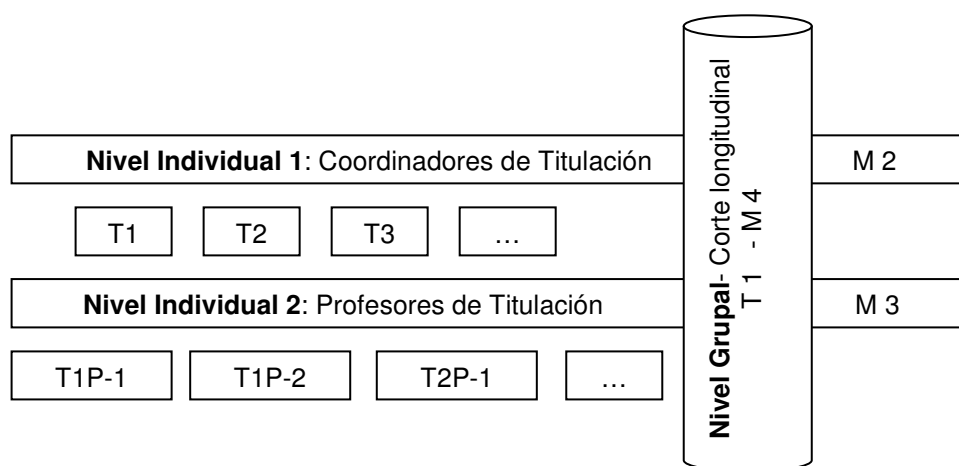 Nivel Individual 1: Coordinadores de Titulación
M 2
T1
T2
T3
…
Nivel Individual 2: Profesores de Titulación
M 3
T1P-1
T1P-2
T2P-1
…
Nivel Grupal- Corte longitudinal
T 1 - M 4